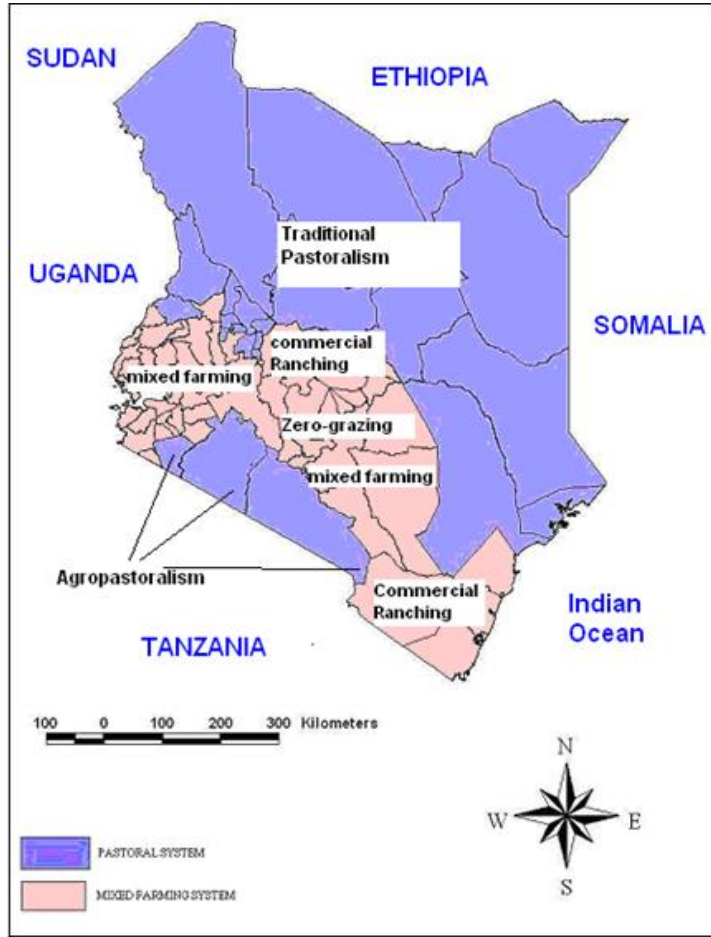 SUDAN
ETHIOPIA
Traditional
Pastoralism
UGANDA
SOMALIA
commercial
Ranching
mixed farming
Zero-grazing
mixed farming
Agropastoralism
Commercial
Ranching
Indian
Ocean
TANZANIA
100 0 100 200 300 Kilometers
N
W E
S
PASTORAL SYSTEM
MIXED FARMING SYSTEM